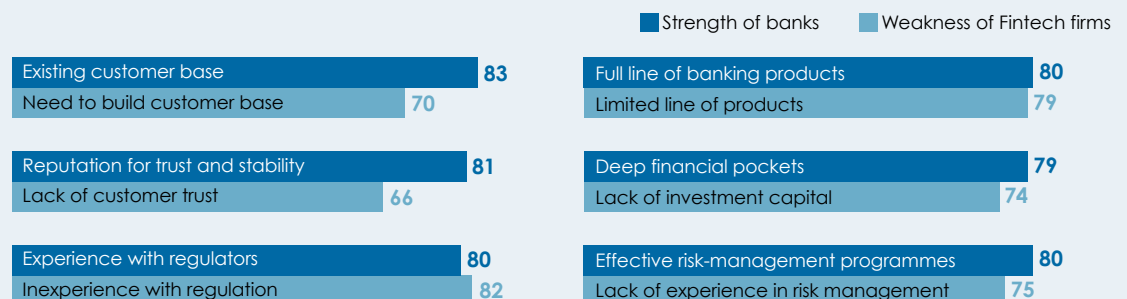 Strength of banks
Weakness of Fintech firms
Existing customer base 83
Need to build customer base 70
Reputation for trust and stability 81
Lack of customer trust 66
Experience with regulators 80
Inexperience with regulation 82
Full line of banking products 80
Limited line of products 79
Deep financial pockets 79
Lack of investment capital 74
Effective risk-management programmes 80
Lack of experience in risk management 75